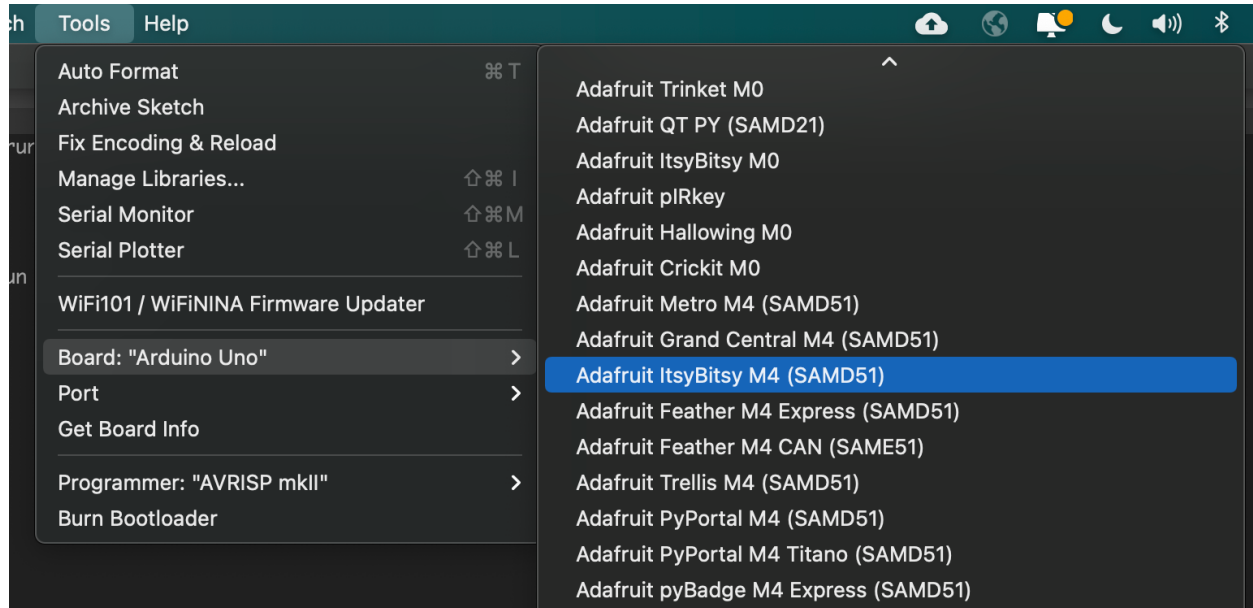 ch Tools Help
Auto Format ⌘ T
Archive Sketch
Fix Encoding & Reload
Manage Libraries... ⇧⌘ I
Serial Monitor ⇧⌘M
Serial Plotter ⇧⌘ L
WiFi101 / WiFiNINA Firmware Updater
Board: "Arduino Uno"
Port
Get Board Info
Programmer: "AVRISP mkII"
Burn Bootloader
Adafruit Trinket M0
Adafruit QT PY (SAMD21)
Adafruit ItsyBitsy M0
Adafruit pIRkey
Adafruit Hallowing M0
Adafruit Crickit M0
Adafruit Metro M4 (SAMD51)
Adafruit Grand Central M4 (SAMD51)
Adafruit ItsyBitsy M4 (SAMD51)
Adafruit Feather M4 Express (SAMD51)
Adafruit Feather M4 CAN (SAME51)
Adafruit Trellis M4 (SAMD51)
Adafruit PyPortal M4 (SAMD51)
Adafruit PyPortal M4 Titano (SAMD51)
Adafruit pyBadge M4 Express (SAMD51)